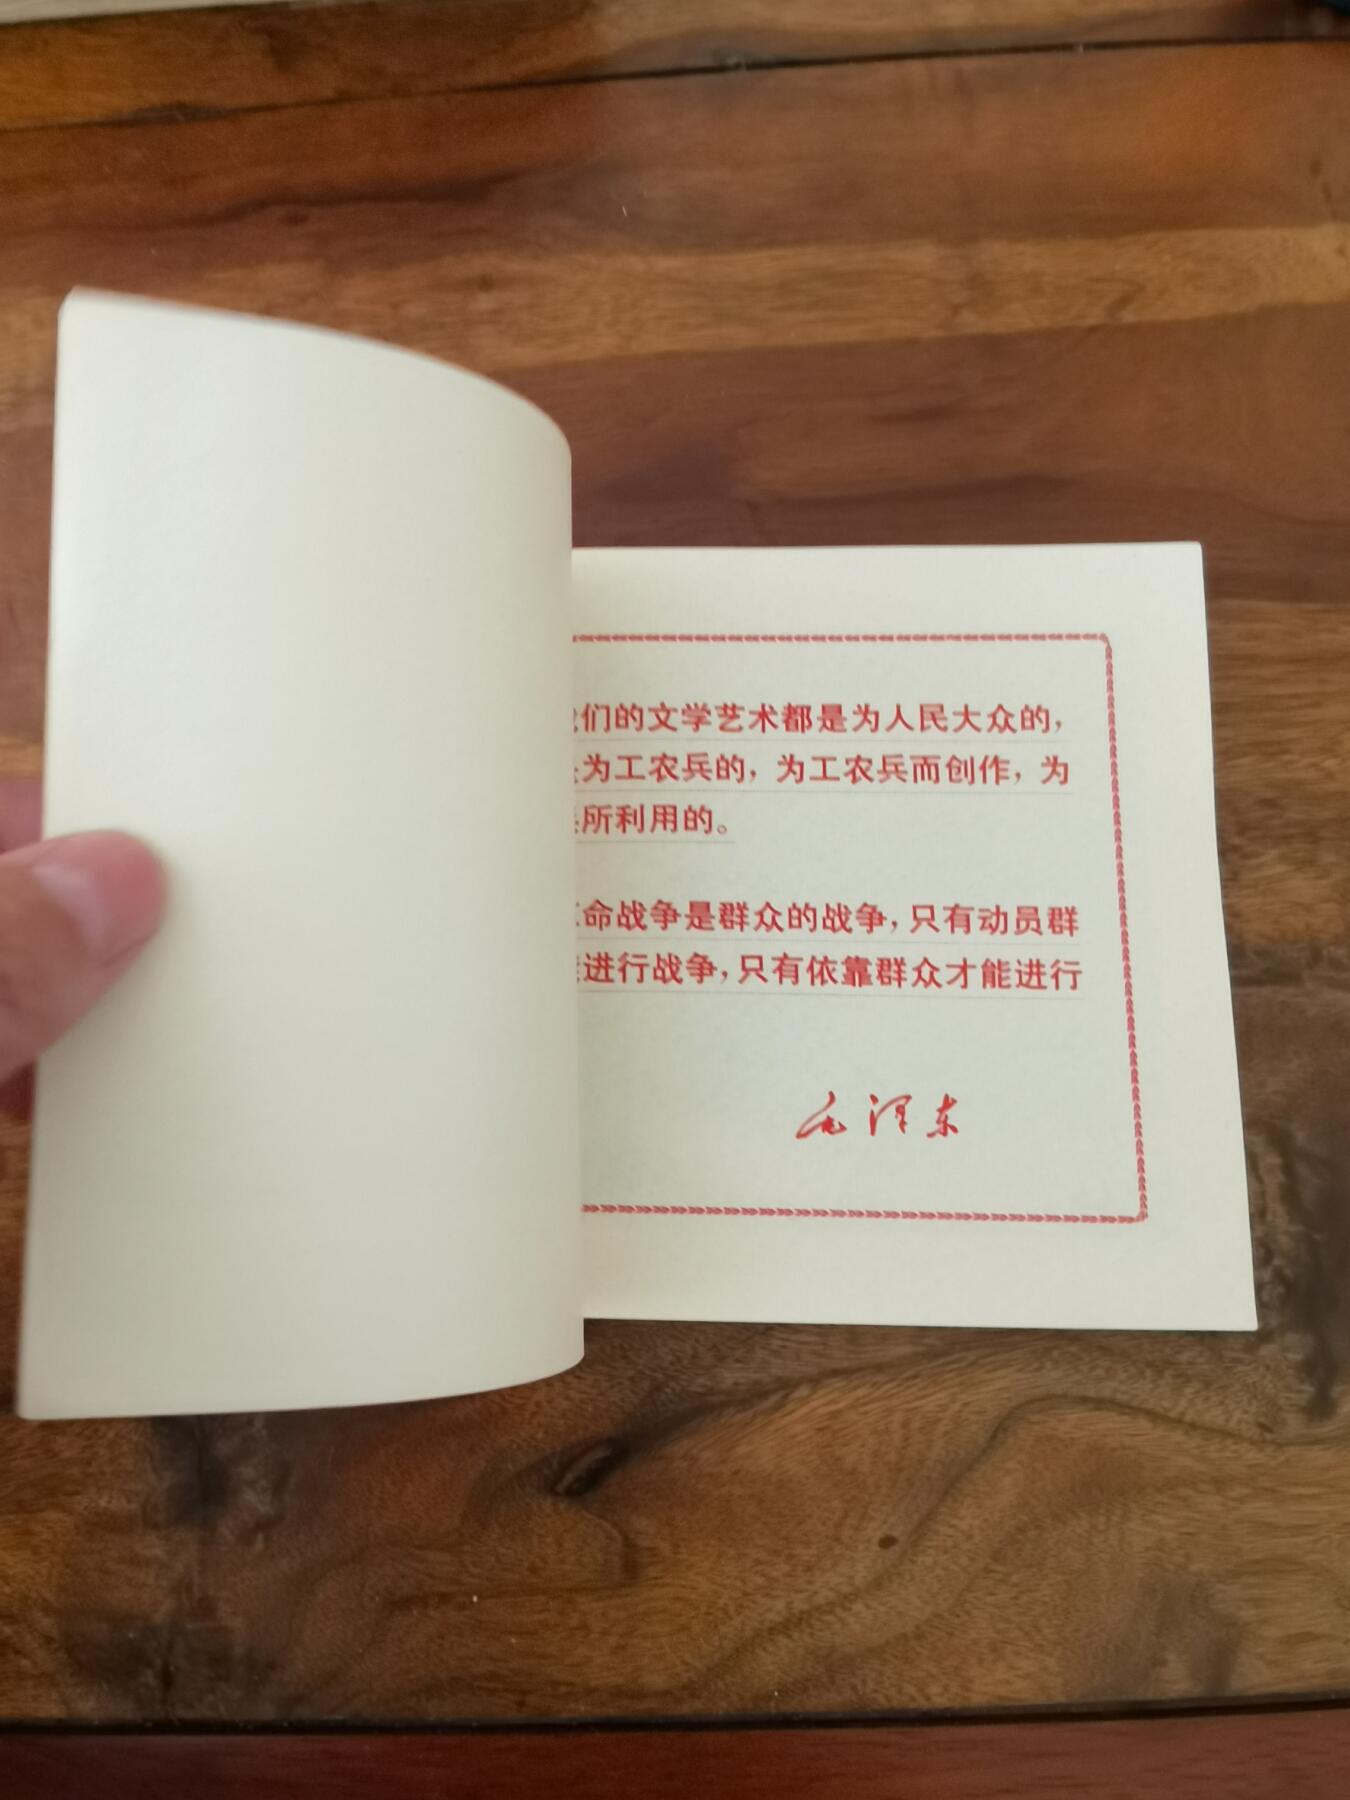 们的文学艺术都是为人民大众的，
为工农兵的，为工农兵而创作，为
所利用的。
命战争是群众的战争，只有动员群
进行战争，只有依靠群众才能进行
毛泽东